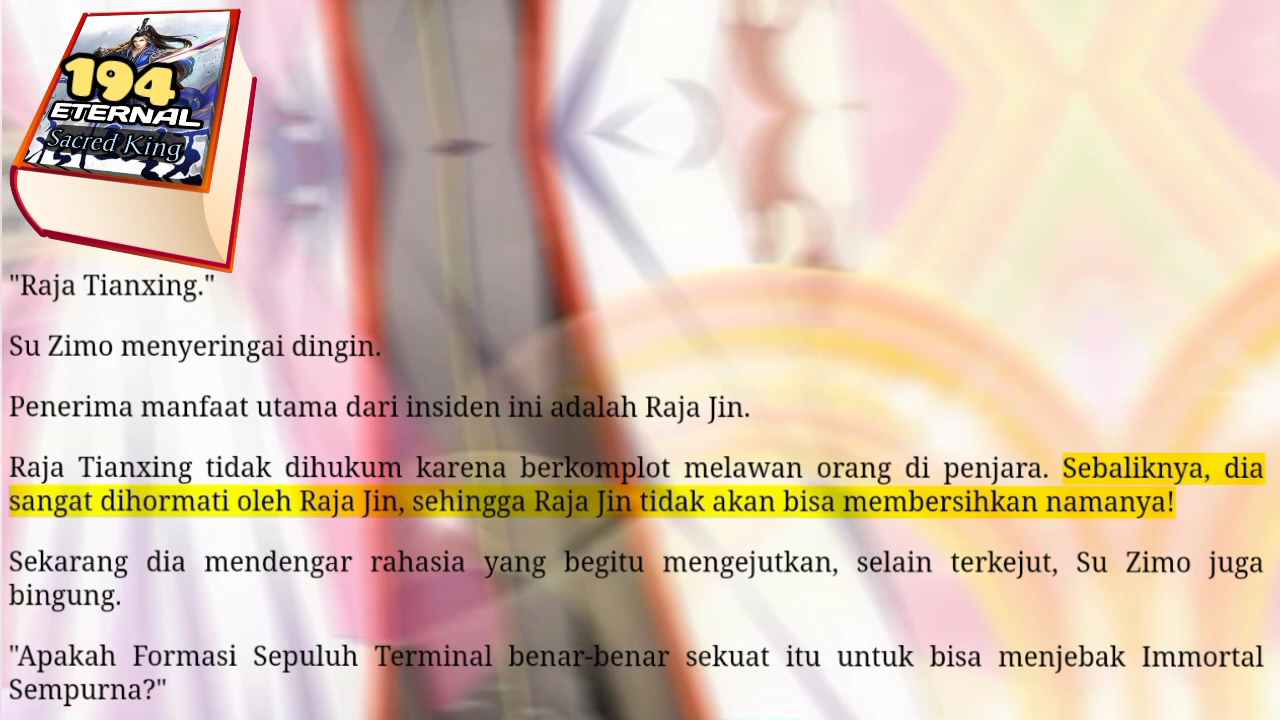 194
ETERNAL
Sacred King
"Raja Tianxing."
Su Zimo menyeringai dingin.
Penerima manfaat utama dari insiden ini adalah Raja Jin.
Raja Tianxing tidak dihukum karena berkomplot melawan orang di penjara. Sebaliknya, dia
sangat dihormati oleh Raja Jin, sehingga Raja Jin tidak akan bisa membersihkan namanya!
Sekarang dia mendengar rahasia yang begitu mengejutkan, selain terkejut, Su Zimo juga
bingung.
"Apakah Formasi Sepuluh Terminal benar-benar sekuat itu untuk bisa menjebak Immortal
Sempurna?"